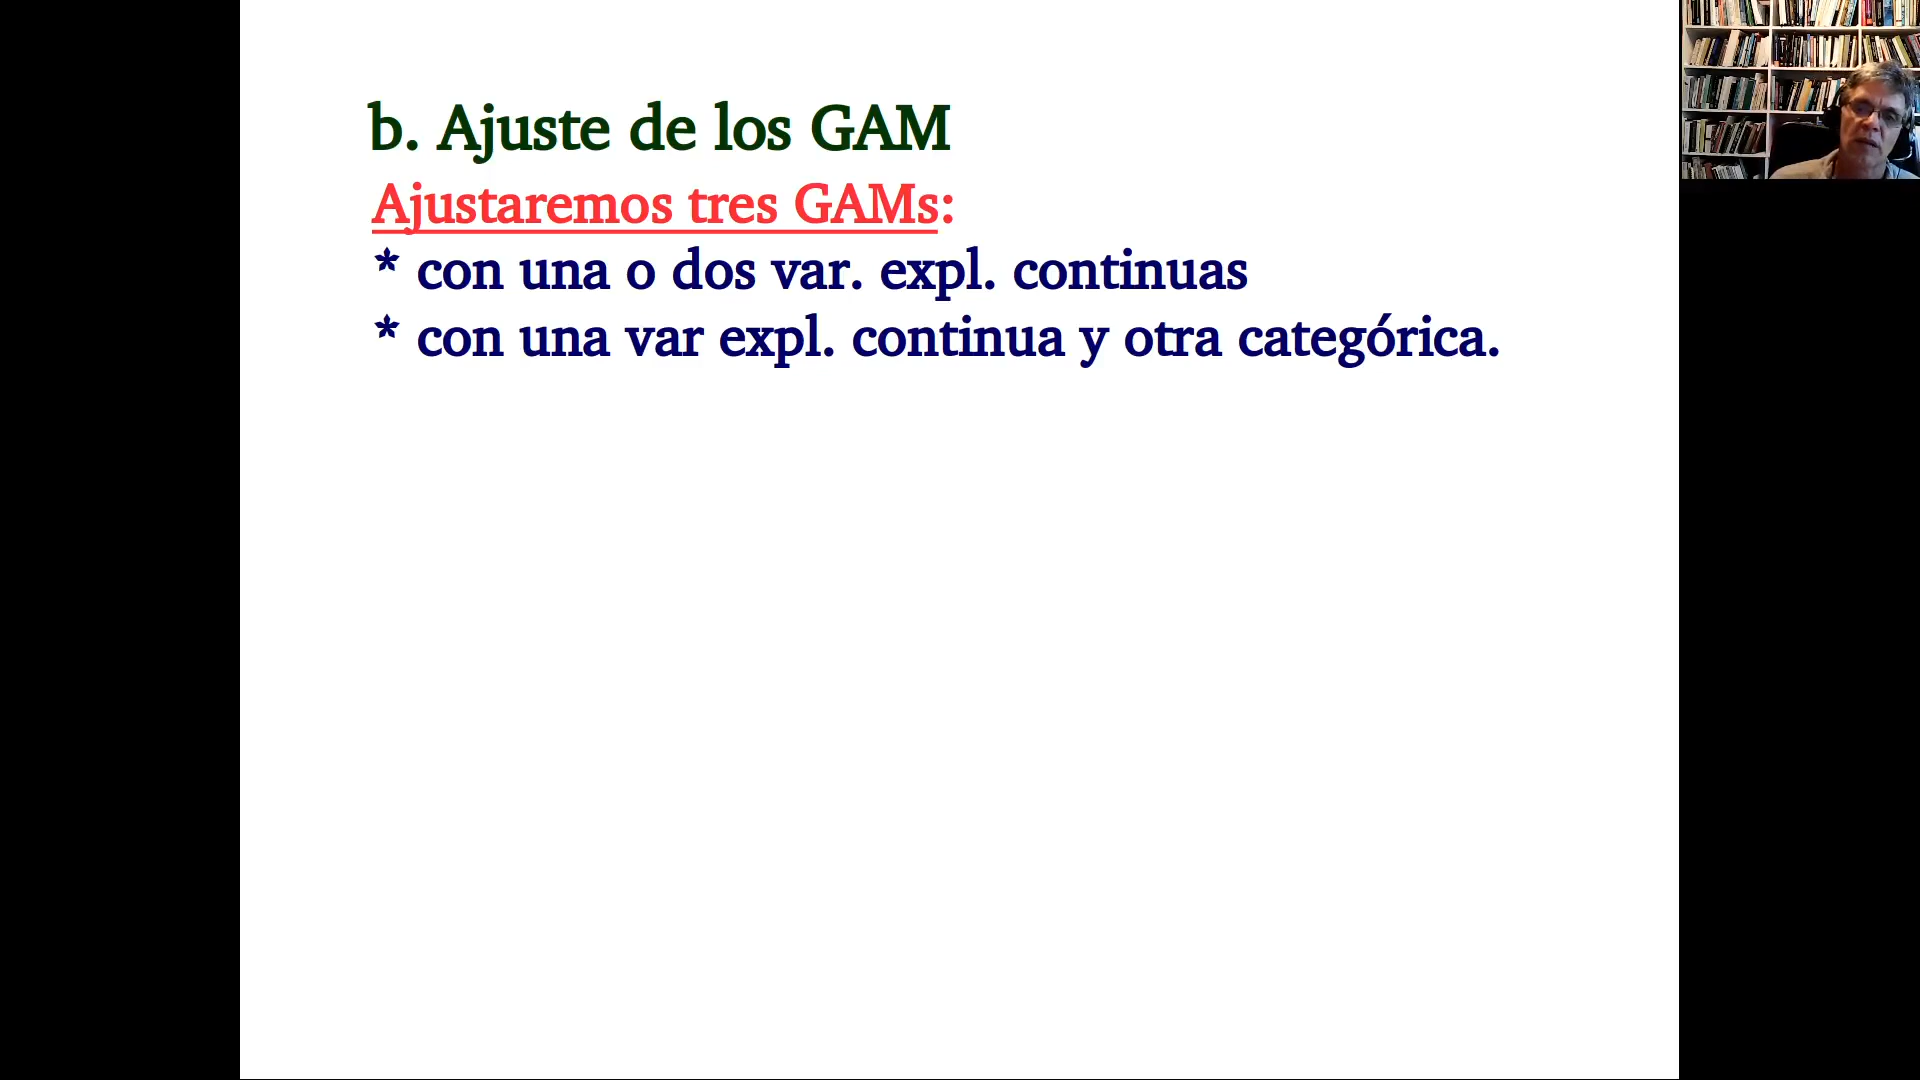 b. Ajuste de los GAM
Ajustaremos tres GAMs:
* con una o dos var. expl. continuas
* con una var expl. continua y otra categórica.